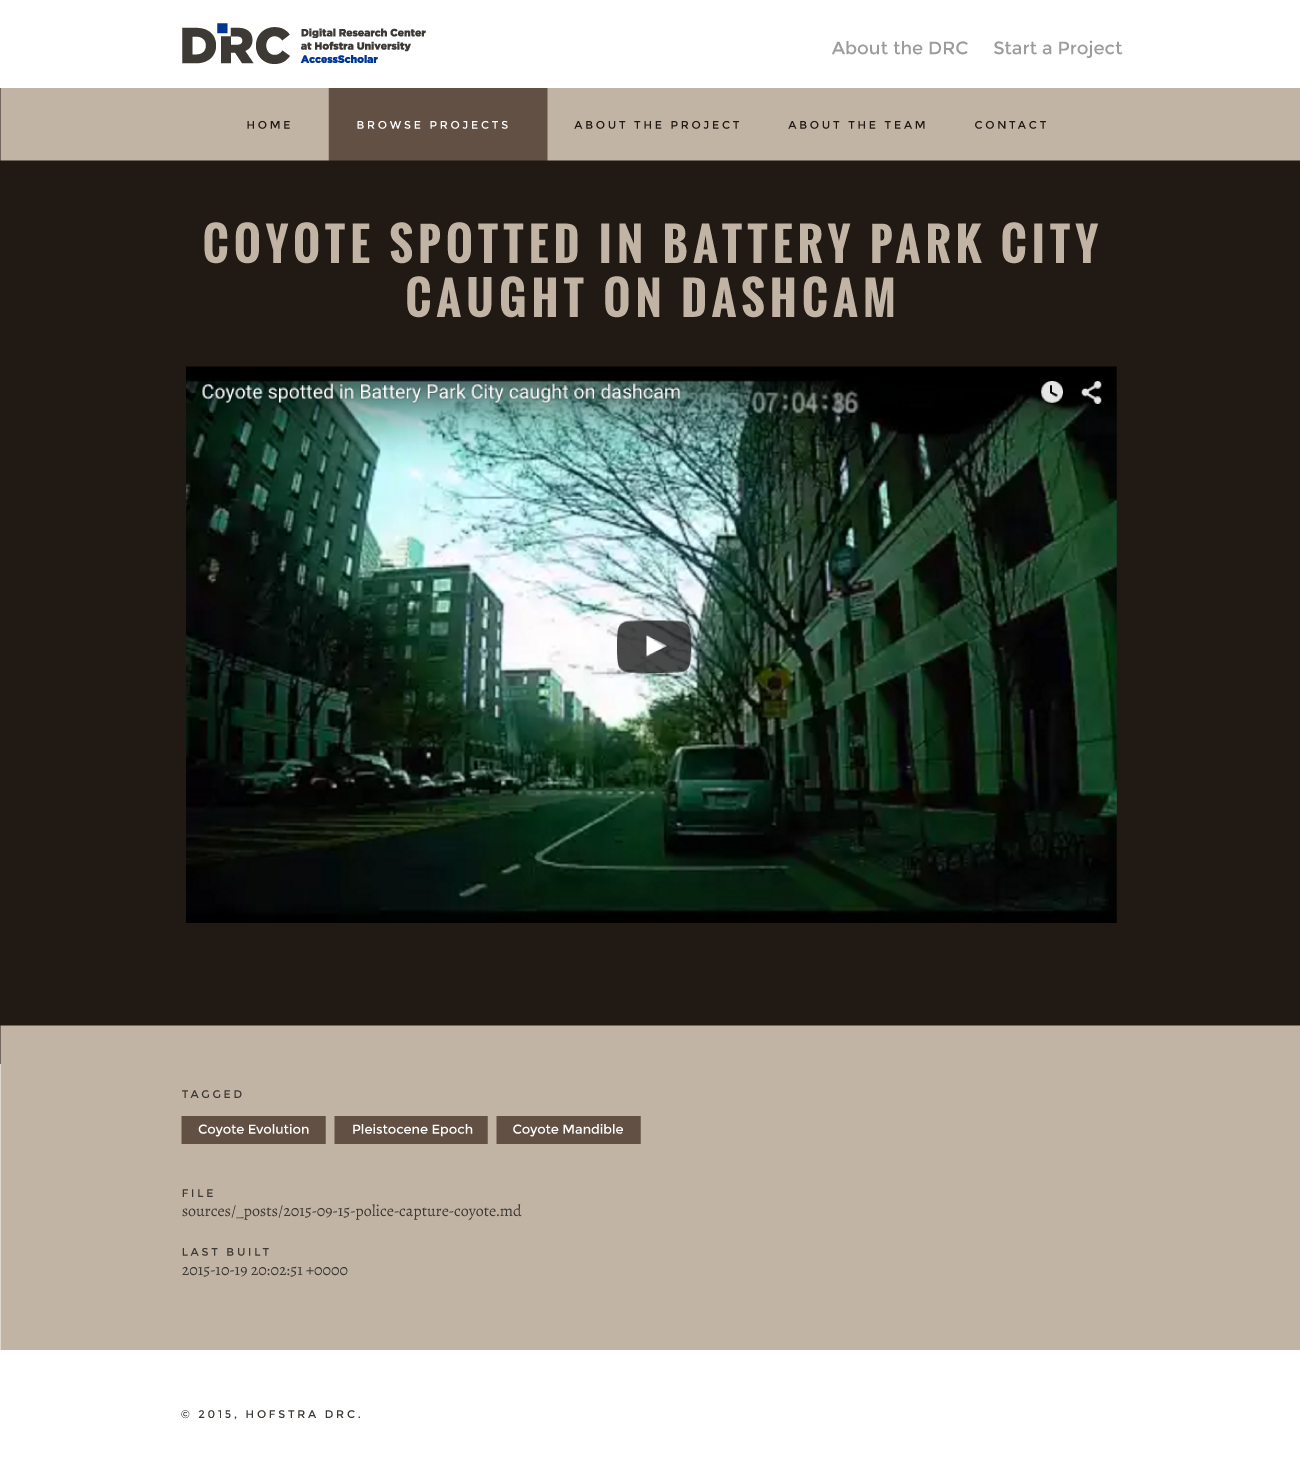 DRC
Digital Research Center
at Hofstra University
AccessScholar
About the DRC
Start a Project
HOME
BROWSE PROJECTS
ABOUT THE PROJECT
ABOUT THE TEAM
CONTACT
COYOTE SPOTTED IN BATTERY PARK CITY
CAUGHT ON DASHCAM
Coyote spotted in Battery Park City caught on dashcam
07:04:36
TAGGED
Coyote Evolution
Pleistocene Epoch
Coyote Mandible
FILE
sources/_posts/2015-09-15-police-capture-coyote.md
LAST BUILT
2015-10-19 20:02:51 +0000
© 2015, HOFSTRA DRC.